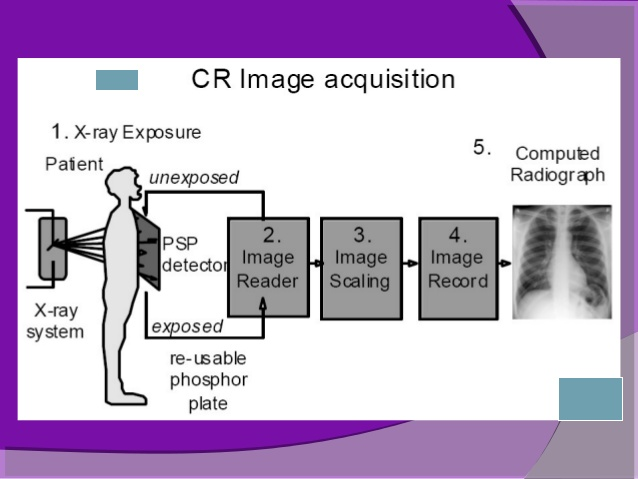 CR Image acquisition
1. X-ray Exposure
Patient
unexposed
PSP
detector
X-ray
system
exposed
re-usable
phosphor
plate
2.
Image
Reader
3.
Image
Scaling
4.
Image
Record
5.
Computed
Radiograph